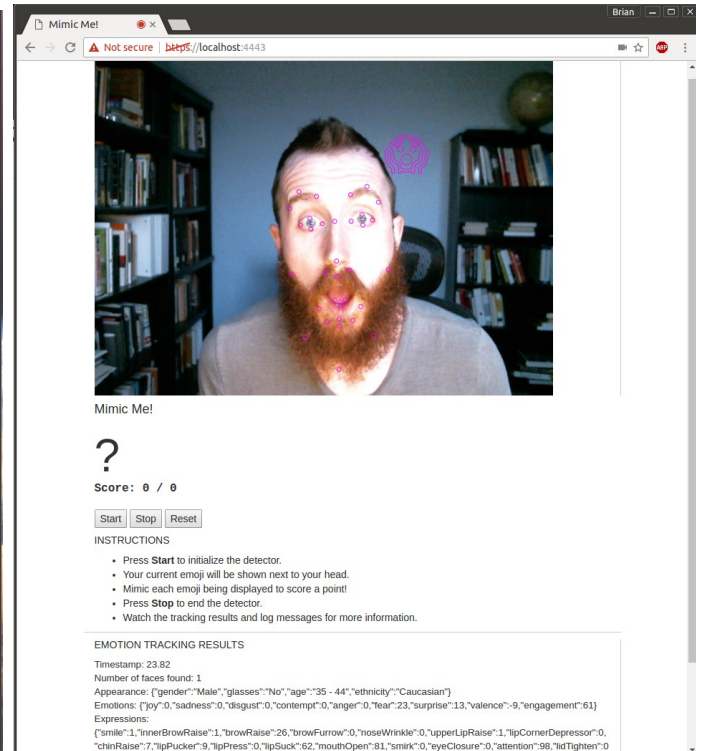 Mimic Me!
Brian
Not secure | https://localhost:4443
ABP
Mimic Me!
?
Score: 0 / 0
Start Stop Reset
INSTRUCTIONS
• Press Start to initialize the detector.
• Your current emoji will be shown next to your head.
• Mimic each emoji being displayed to score a point!
• Press Stop to end the detector.
• Watch the tracking results and log messages for more information.
EMOTION TRACKING RESULTS
Timestamp: 23.82
Number of faces found: 1
Appearance: {"gender":"Male","glasses":"No","age":"35 - 44","ethnicity":"Caucasian"}
Emotions: {"joy":0,"sadness":0,"disgust":0,"contempt":0,"anger":0,"fear":23,"surprise":13,"valence":-9,"engagement":61}
Expressions:
{"smile":1,"innerBrowRaise":1,"browRaise":26,"browFurrow":0,"noseWrinkle":0,"upperLipRaise":1,"lipCornerDepressor":0,
"chinRaise":7,"lipPucker":9,"lipPress":0,"lipSuck":62,"mouthOpen":81,"smirk":0,"eyeClosure":0,"attention":98,"lidTighten":0